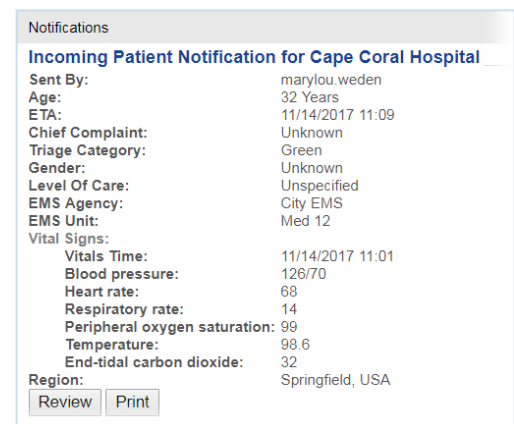 Notifications
Incoming Patient Notification for Cape Coral Hospital
Sent By: marylou.weden
Age: 32 Years
ETA: 11/14/2017 11:09
Chief Complaint: Unknown
Triage Category: Green
Gender: Unknown
Level Of Care: Unspecified
EMS Agency: City EMS
EMS Unit: Med 12
Vital Signs:
Vitals Time: 11/14/2017 11:01
Blood pressure: 126/70
Heart rate: 68
Respiratory rate: 14
Peripheral oxygen saturation: 99
Temperature: 98.6
End-tidal carbon dioxide: 32
Region: Springfield, USA
Review Print